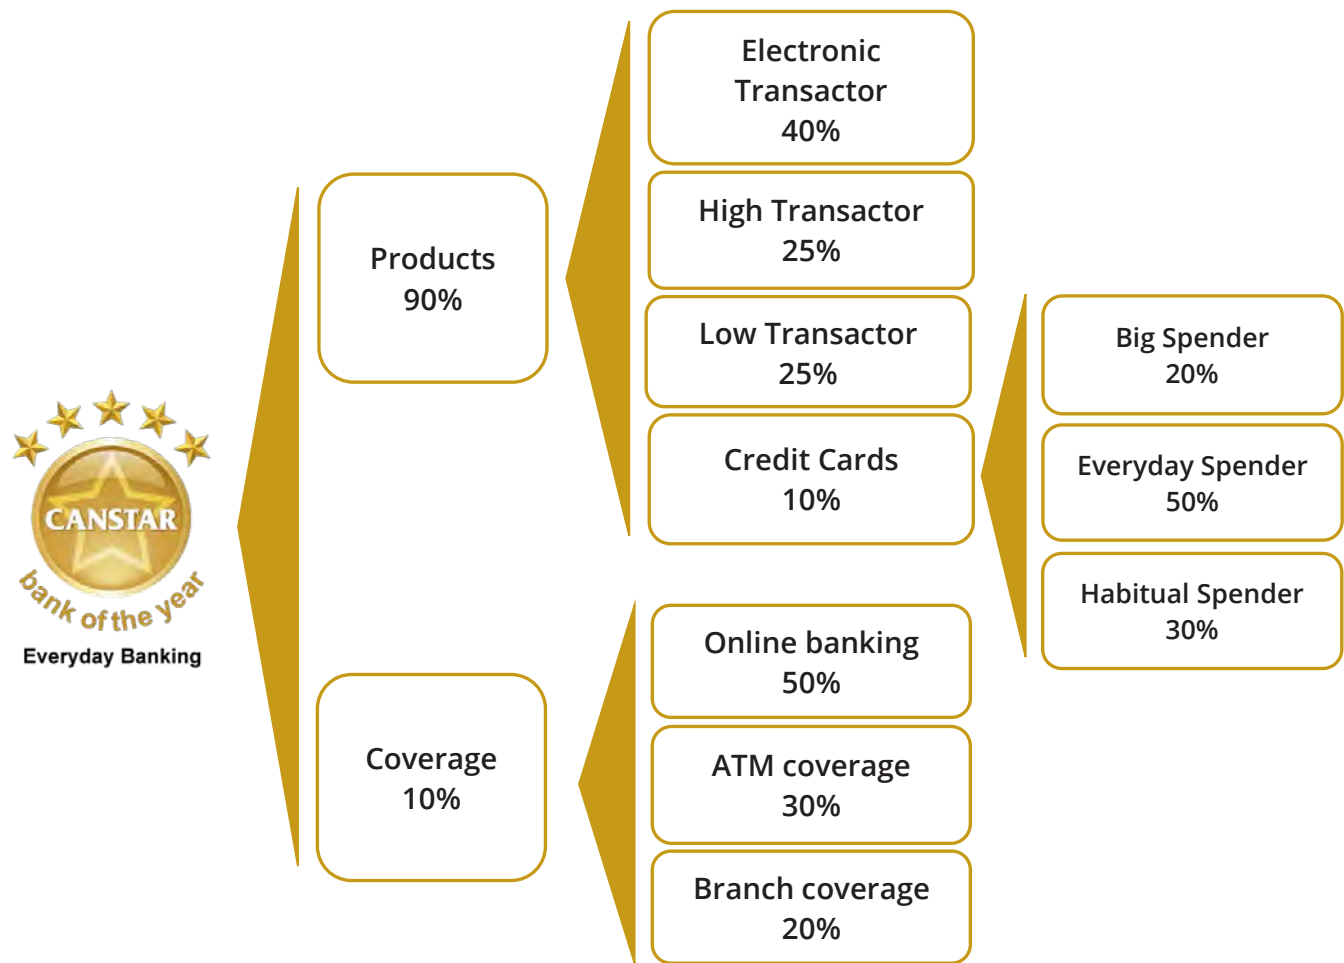 CANSTAR
bank of the year
Everyday Banking
Products
90%
Coverage
10%
Electronic
Transactor
40%
High Transactor
25%
Low Transactor
25%
Credit Cards
10%
Online banking
50%
ATM coverage
30%
Branch coverage
20%
Big Spender
20%
Everyday Spender
50%
Habitual Spender
30%